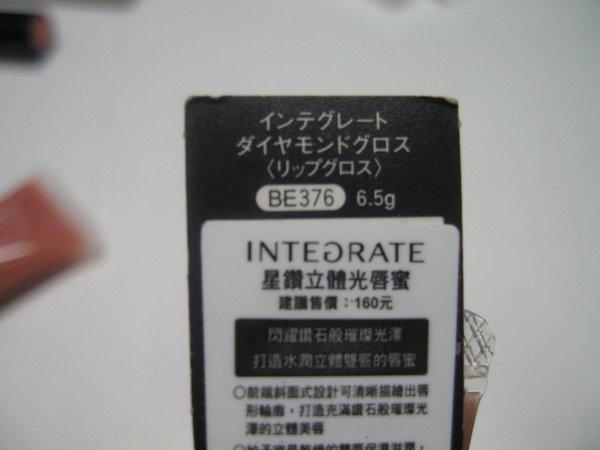 インテグレート
ダイヤモンドグロス
〈リップグロス〉
BE376 6.5g
INTEGRATE
星鑽立體光唇蜜
建議售價：160元
閃耀鑽石般璀璨光澤
打造水潤立體雙唇的唇蜜
○前端斜面式設計可清晰描繪出唇
形輪廓，打造充滿鑽石般璀璨光
澤的立體美唇